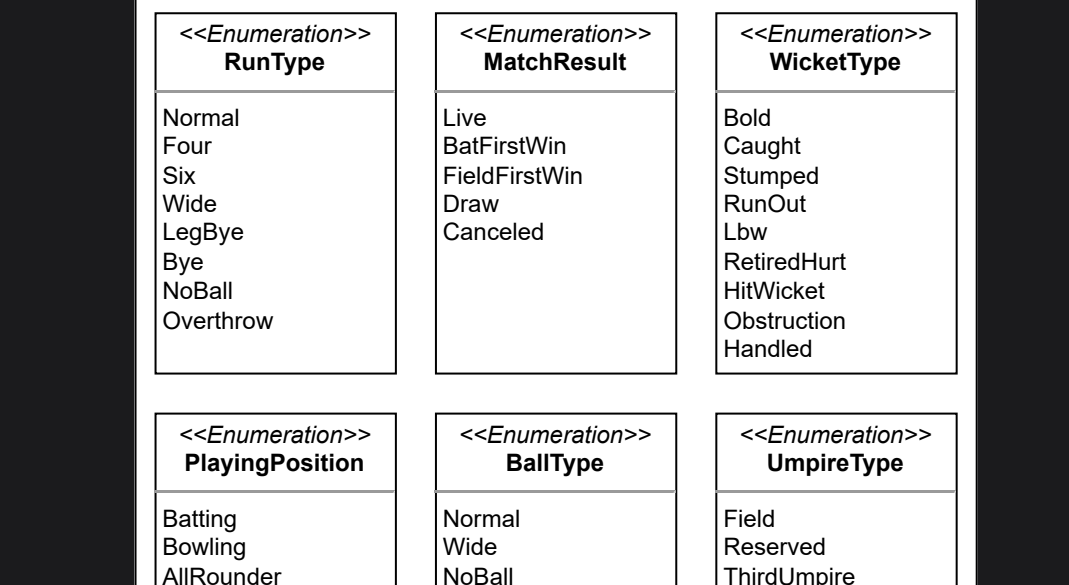 <<Enumeration>>
RunType
Normal
Four
Six
Wide
LegBye
Bye
NoBall
Overthrow
<<Enumeration>>
MatchResult
Live
BatFirstWin
FieldFirstWin
Draw
Canceled
<<Enumeration>>
WicketType
Bold
Caught
Stumped
RunOut
Lbw
RetiredHurt
HitWicket
Obstruction
Handled
<<Enumeration>>
PlayingPosition
Batting
Bowling
AllRounder
<<Enumeration>>
BallType
Normal
Wide
NoBall
<<Enumeration>>
UmpireType
Field
Reserved
ThirdUmpire